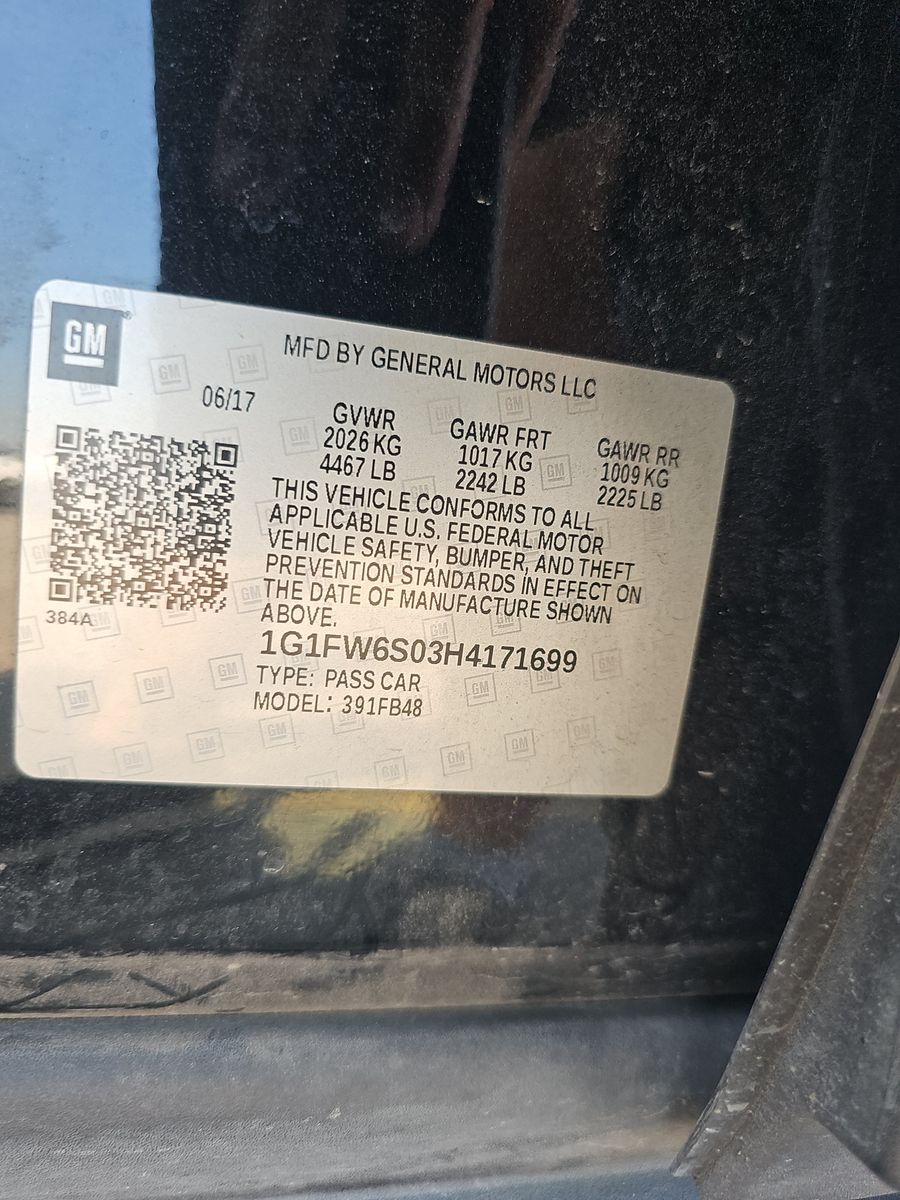 GM
MFD BY GENERAL MOTORS LLC
06/17
GVWR
2026 KG
4467 LB
GAWR FRT
1017 KG
2242 LB
GAWR RR
1009 KG
2225 LB
THIS VEHICLE CONFORMS TO ALL
APPLICABLE U.S. FEDERAL MOTOR
VEHICLE SAFETY, BUMPER, AND THEFT
PREVENTION STANDARDS IN EFFECT ON
THE DATE OF MANUFACTURE SHOWN
ABOVE.
384A
1G1FW6S03H4171699
TYPE: PASS CAR
MODEL: 391FB48